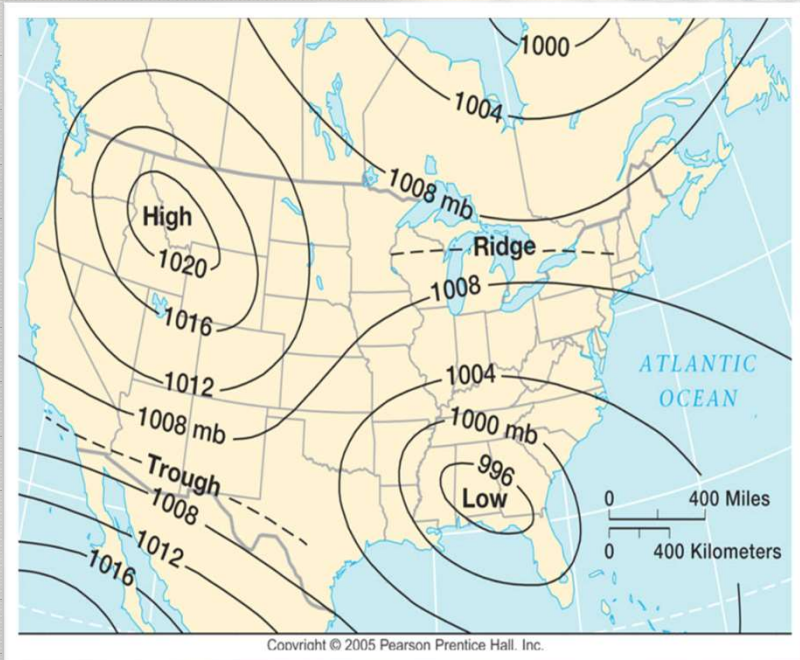 1000
1004
1008 mb
High
1020
Ridge
1008
1016
1012
1004
ATLANTIC
OCEAN
1008 mb
1000 mb
Trough
996
Low
1008
0 400 Miles
1012
0 400 Kilometers
1016
Copyright © 2005 Pearson Prentice Hall, Inc.